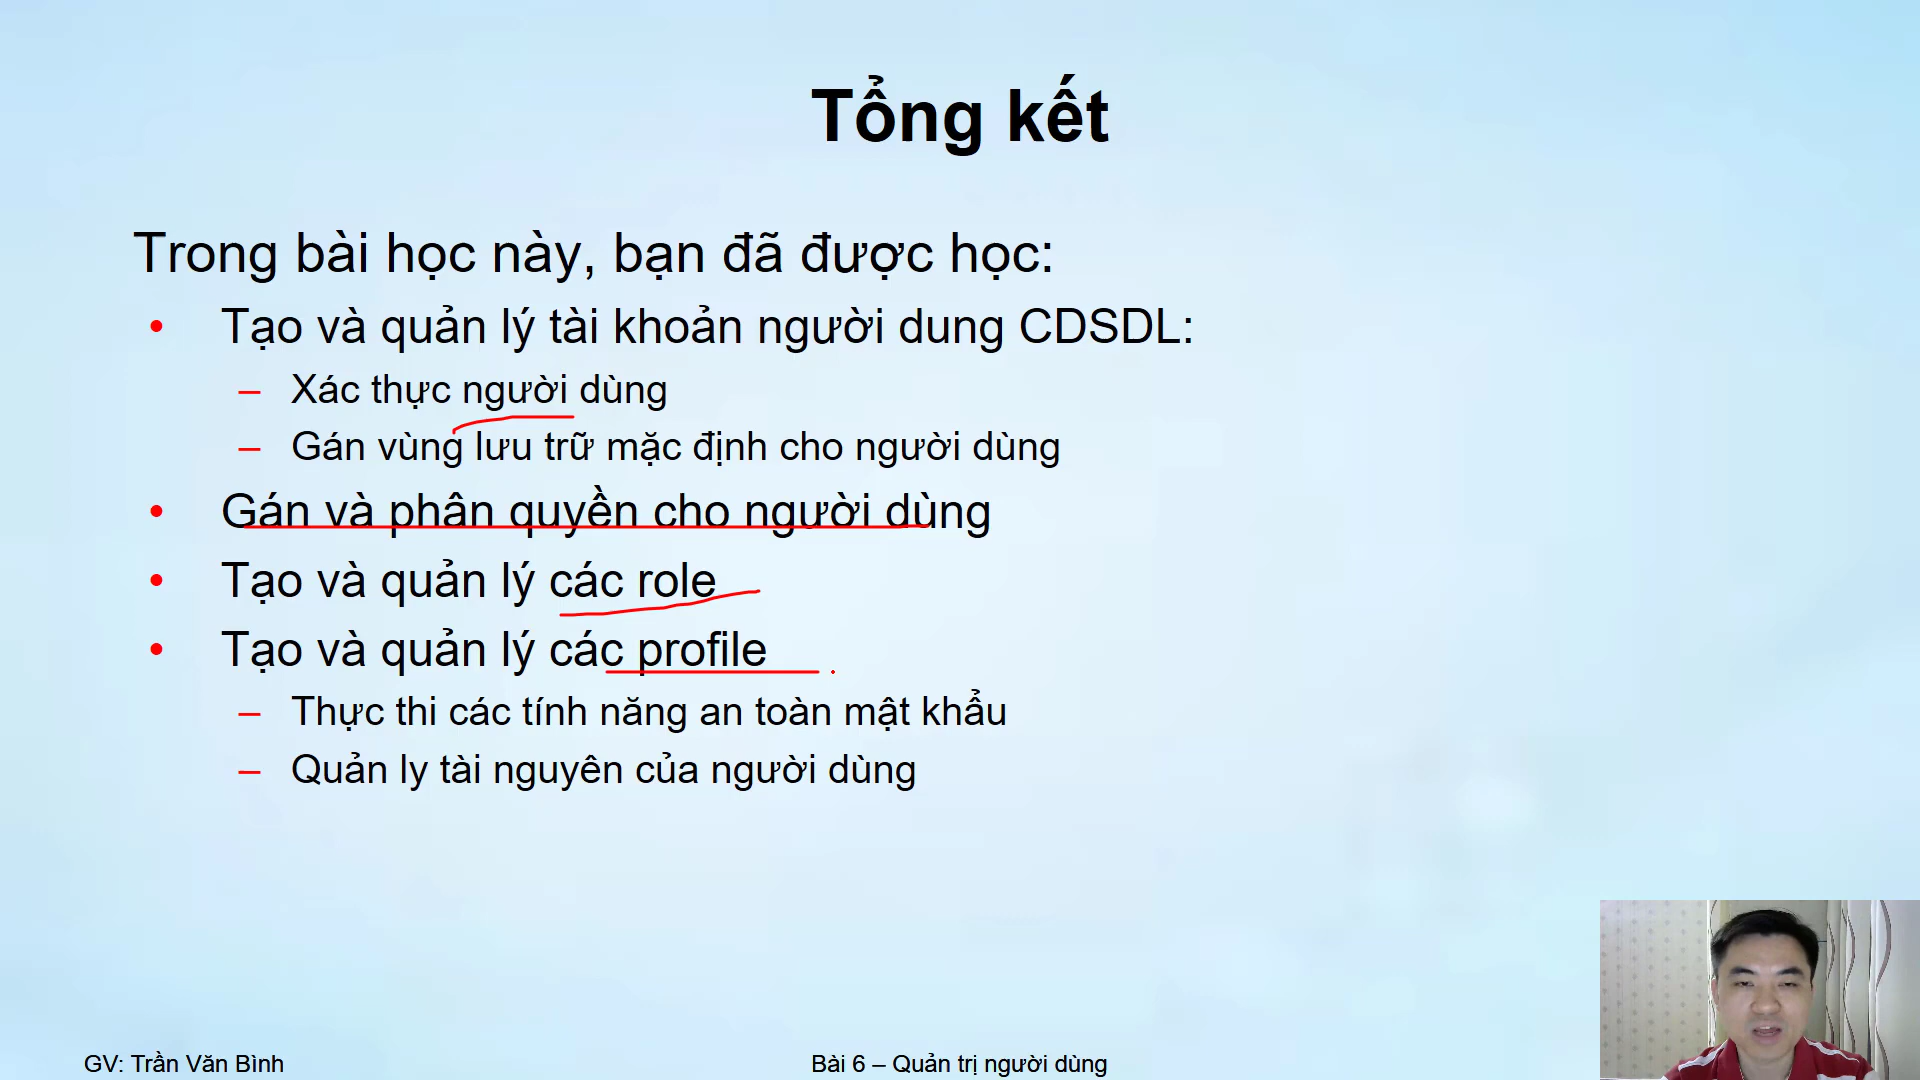 Tổng kết
Trong bài học này, bạn đã được học:
• Tạo và quản lý tài khoản người dung CDSDL:
– Xác thực người dùng
– Gán vùng lưu trữ mặc định cho người dùng
• Gán và phân quyền cho người dùng
• Tạo và quản lý các role
• Tạo và quản lý các profile
– Thực thi các tính năng an toàn mật khẩu
– Quản ly tài nguyên của người dùng
GV: Trần Văn Bình
Bài 6 – Quản trị người dùng